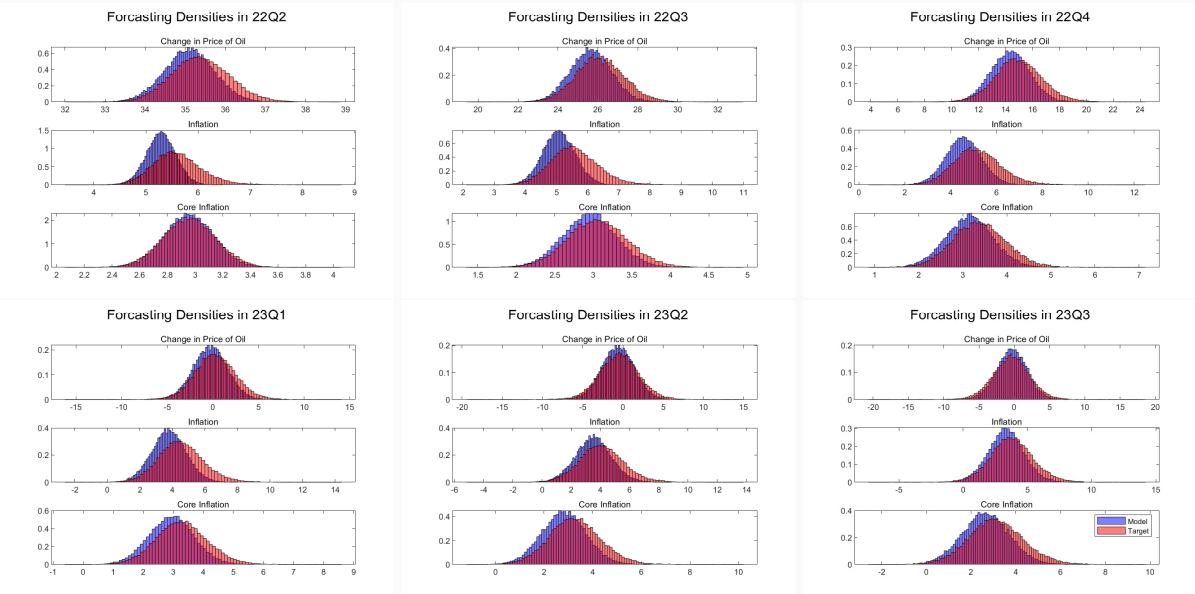 Forcasting Densities in 22Q2
Change in Price of Oil
0.6
0.4
0.2
0
32 33 34 35 36 37 38 39
Inflation
1.5
1
0.5
0
4 5 6 7 8 9
Core Inflation
2
1
0
2 2.2 2.4 2.6 2.8 3 3.2 3.4 3.6 3.8 4
Forcasting Densities in 22Q3
Change in Price of Oil
0.4
0.2
0
20 22 24 26 28 30 32
Inflation
0.6
0.4
0.2
0
2 3 4 5 6 7 8 9 10 11
Core Inflation
1
0.5
0
1.5 2 2.5 3 3.5 4 4.5 5
Forcasting Densities in 22Q4
Change in Price of Oil
0.3
0.2
0.1
0
4 6 8 10 12 14 16 18 20 22 24
Inflation
0.6
0.4
0.2
0
0 2 4 6 8 10 12
Core Inflation
0.6
0.4
0.2
0
1 2 3 4 5 6 7
Forcasting Densities in 23Q1
Change in Price of Oil
0.2
0.1
0
-15 -10 -5 0 5 10 15
Inflation
0.4
0.2
0
-2 0 2 4 6 8 10 12 14
Core Inflation
0.6
0.4
0.2
0
-1 0 1 2 3 4 5 6 7 8 9
Forcasting Densities in 23Q2
Change in Price of Oil
0.2
0.1
0
-20 -15 -10 -5 0 5 10 15
Inflation
0.4
0.2
0
-6 -4 -2 0 2 4 6 8 10 12 14
Core Inflation
0.4
0.2
0
0 2 4 6 8 10
Forcasting Densities in 23Q3
Change in Price of Oil
0.2
0.1
0
-20 -15 -10 -5 0 5 10 15 20
Inflation
0.3
0.2
0.1
0
-5 0 5 10 15
Core Inflation
0.4
0.2
0
-2 0 2 4 6 8 10
Model
Target